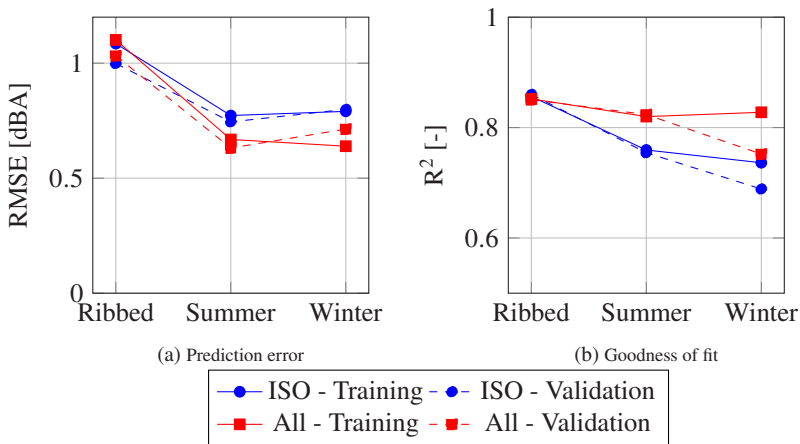 RMSE [dBA]
1
0.5
0
Ribbed Summer Winter
(a) Prediction error
R² [-]
1
0.8
0.6
Ribbed Summer Winter
(b) Goodness of fit
ISO - Training ISO - Validation
All - Training All - Validation